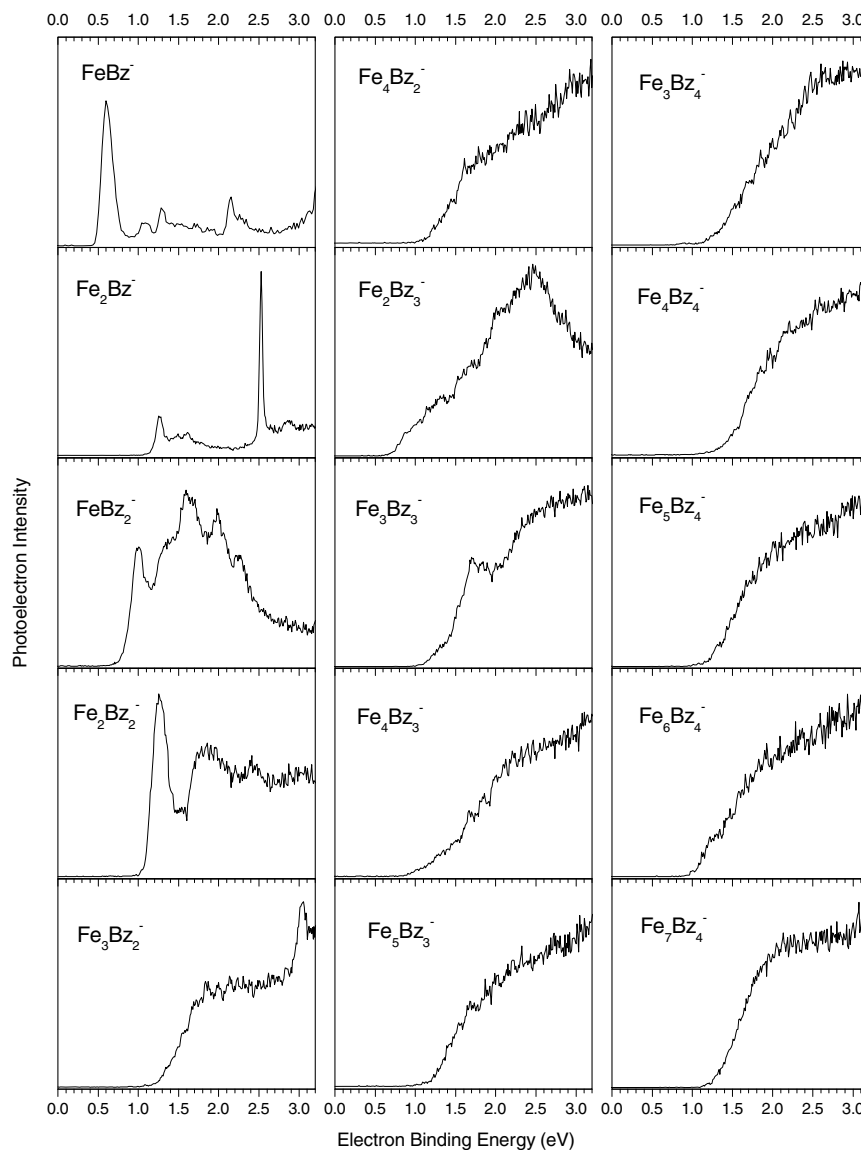 0.0 0.5 1.0 1.5 2.0 2.5 3.0 0.0 0.5 1.0 1.5 2.0 2.5 3.0 0.0 0.5 1.0 1.5 2.0 2.5 3.0
FeBz⁻ Fe₄Bz₂⁻ Fe₃Bz₄⁻
Fe₂Bz⁻ Fe₂Bz₃⁻ Fe₄Bz₄⁻
FeBz₂⁻ Fe₃Bz₃⁻ Fe₅Bz₄⁻
Fe₂Bz₂⁻ Fe₄Bz₃⁻ Fe₆Bz₄⁻
Fe₃Bz₂⁻ Fe₅Bz₃⁻ Fe₇Bz₄⁻
0.0 0.5 1.0 1.5 2.0 2.5 3.0 0.0 0.5 1.0 1.5 2.0 2.5 3.0 0.0 0.5 1.0 1.5 2.0 2.5 3.0
Photoelectron Intensity
Electron Binding Energy (eV)